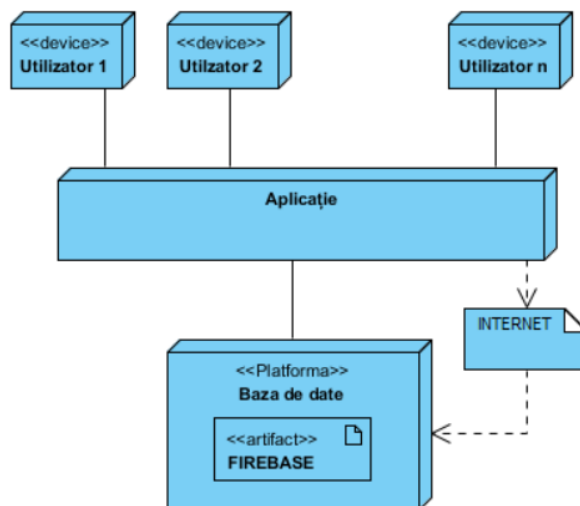 <<device>>
Utilizator 1
<<device>>
Utilzator 2
<<device>>
Utilizator n
Aplicație
INTERNET
<<Platforma>>
Baza de date
<<artifact>>
FIREBASE